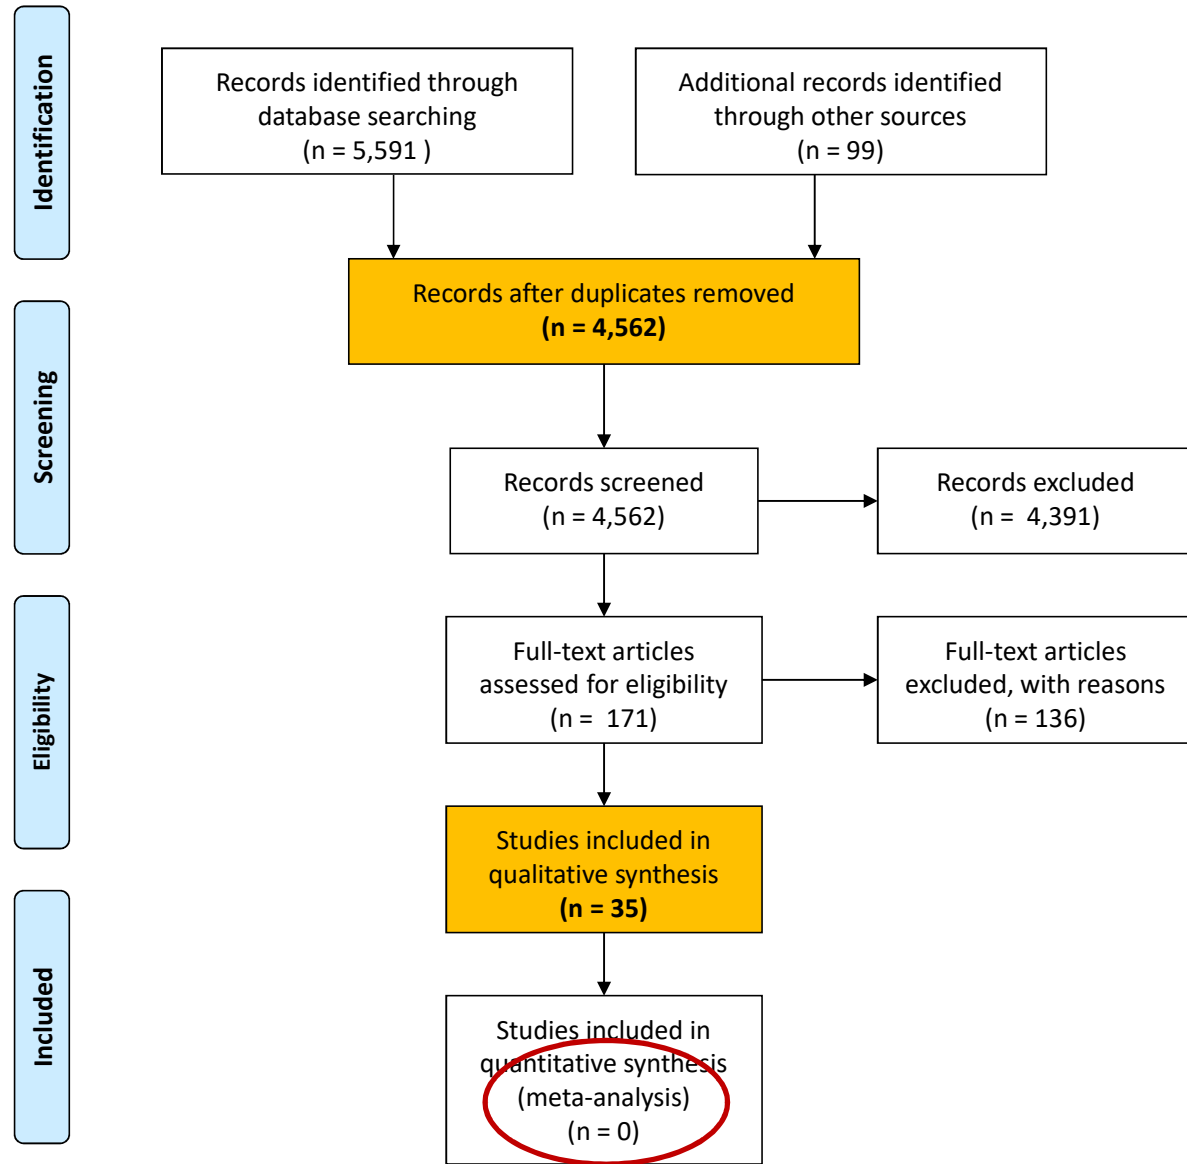 Identification
Records identified through
database searching
(n = 5,591 )
Additional records identified
through other sources
(n = 99)
Records after duplicates removed
(n = 4,562)
Screening
Records screened
(n = 4,562)
Records excluded
(n =  4,391)
Eligibility
Full-text articles
assessed for eligibility
(n =  171)
Full-text articles
excluded, with reasons
(n = 136)
Studies included in
qualitative synthesis
(n = 35)
Included
Studies included in
quantitative synthesis
(meta-analysis)
(n = 0)